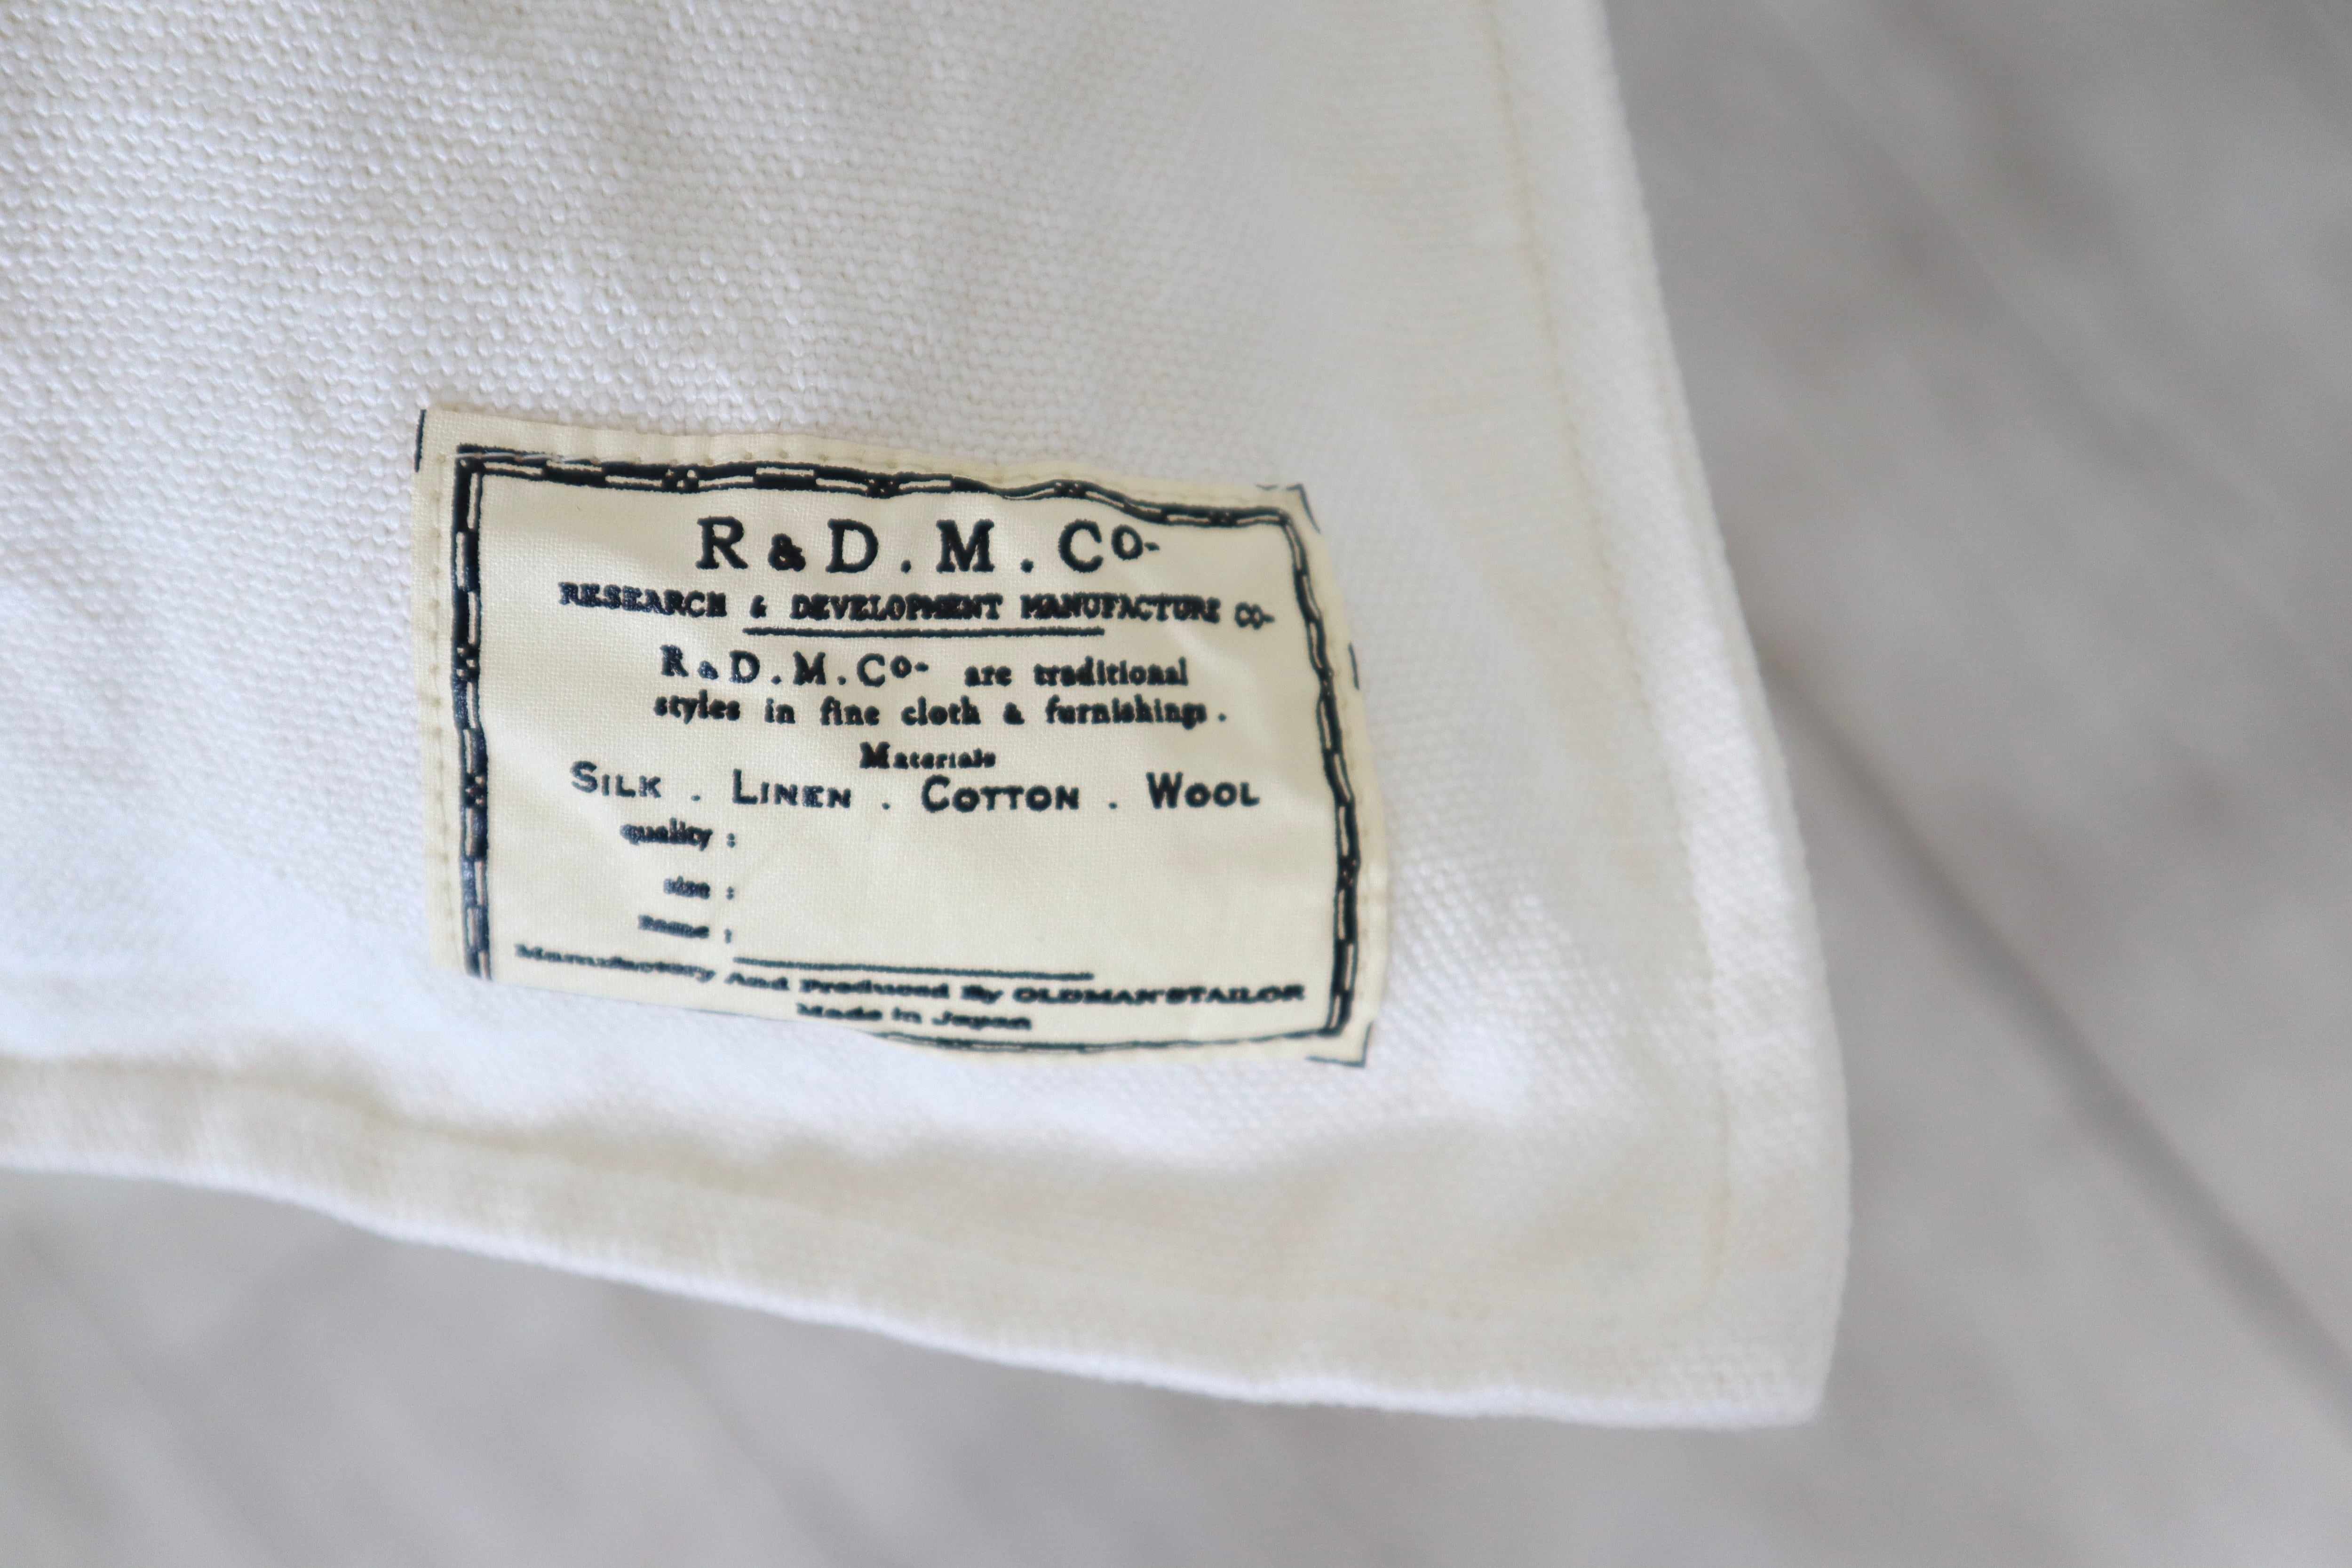 R & D . M . Co-
RESEARCH & DEVELOPMENT MANUFACTURE CO-
R & D . M . Co- are traditional
styles in fine cloth & furnishings .
Materials
SILK . LINEN . COTTON . WOOL
quality :
size :
name :
Manufactory And Produced By OLDMAN'STAILOR
Made in Japan